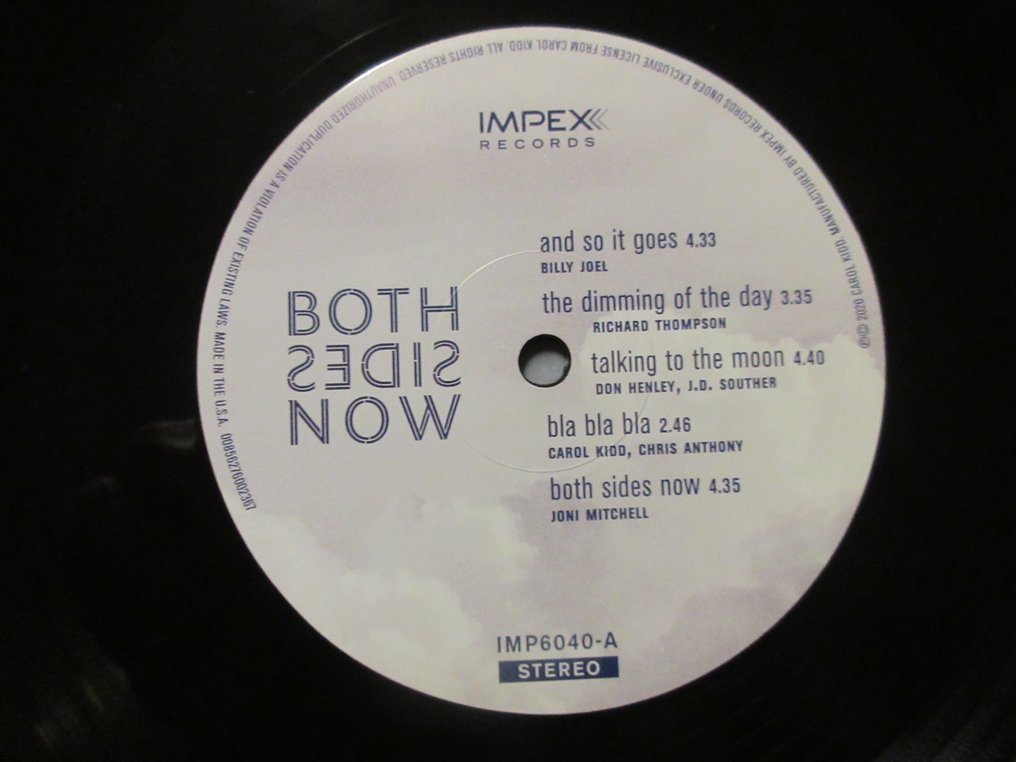 IMPEX
RECORDS
BOTH
SIDES
NOW
and so it goes 4.33
BILLY JOEL
the dimming of the day 3.35
RICHARD THOMPSON
talking to the moon 4.40
DON HENLEY, J.D. SOUTHER
bla bla bla 2.46
CAROL KIDD, CHRIS ANTHONY
both sides now 4.35
JONI MITCHELL
IMP6040-A
STEREO
℗© 2020 CAROL KIDD. MANUFACTURED BY IMPEX RECORDS UNDER EXCLUSIVE LICENSE FROM CAROL KIDD. ALL RIGHTS RESERVED. UNAUTHORIZED DUPLICATION IS A VIOLATION OF EXISTING LAWS. MADE IN THE U.S.A. 00856276002367